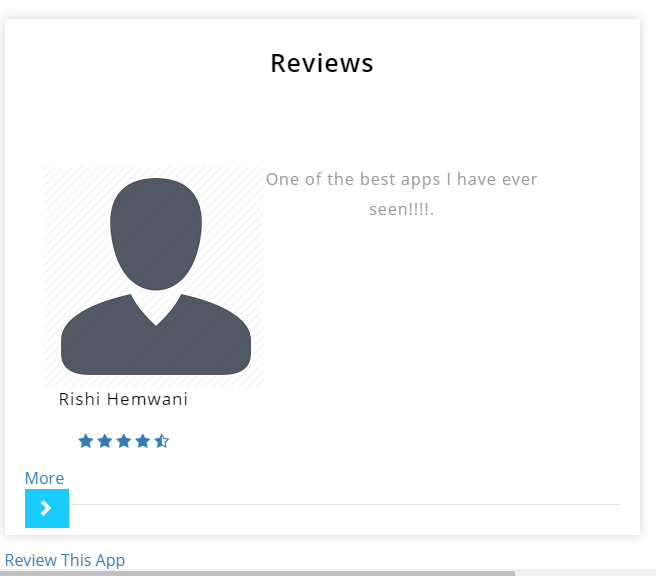 Reviews
One of the best apps I have ever
seen!!!!.
Rishi Hemwani
More
Review This App